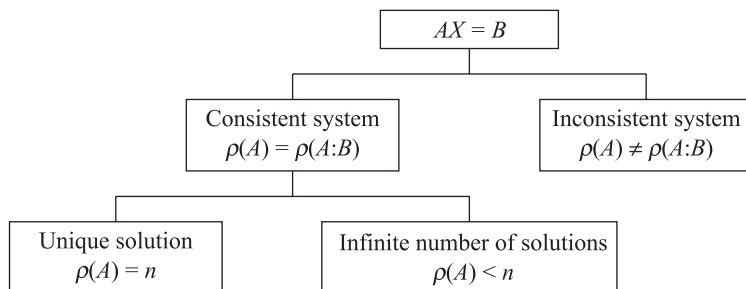 AX = B
Consistent system
ρ(A) = ρ(A:B)
Inconsistent system
ρ(A) ≠ ρ(A:B)
Unique solution
ρ(A) = n
Infinite number of solutions
ρ(A) < n